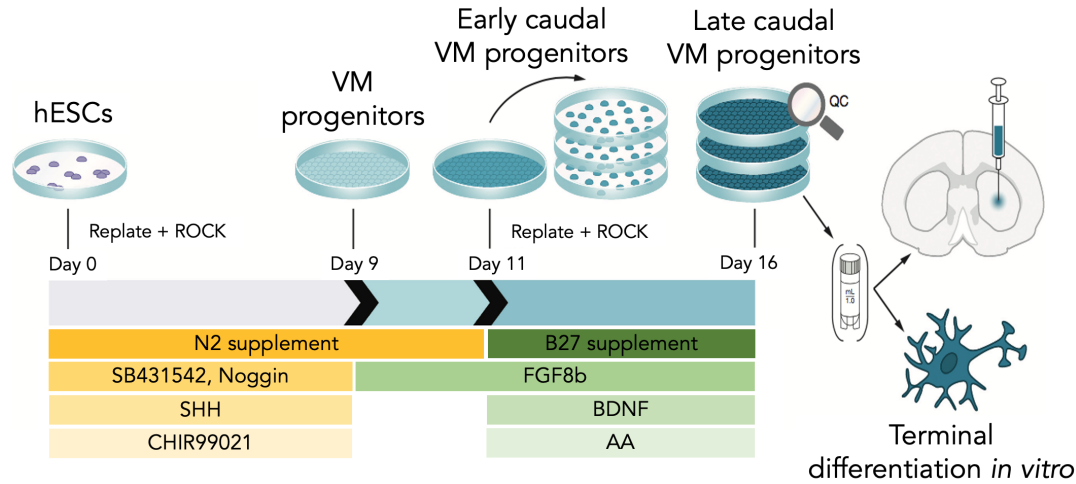 hESCs
VM
progenitors
Early caudal
VM progenitors
Late caudal
VM progenitors
QC
Replate + ROCK
Replate + ROCK
Day 0
Day 9
Day 11
Day 16
mL
1.0
N2 supplement
B27 supplement
SB431542, Noggin
FGF8b
SHH
BDNF
CHIR99021
AA
Terminal
differentiation in vitro